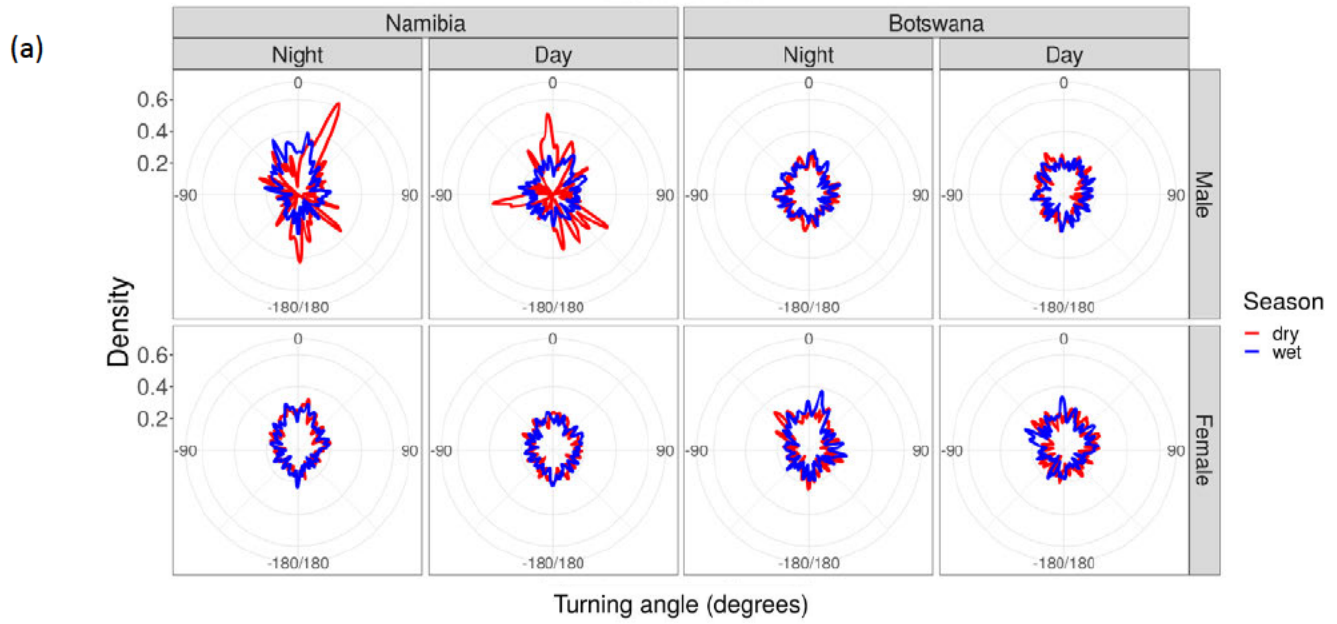 (a)
Namibia Botswana
Night Day Night Day
0 0 0 0
0.6
0.4
0.2
-90 90 -90 90 -90 90 -90 90
-180/180 -180/180 -180/180 -180/180
Male
Density
0 0 0 0
0.6
0.4
0.2
-90 90 -90 90 -90 90 -90 90
-180/180 -180/180 -180/180 -180/180
Female
Season
dry
wet
Turning angle (degrees)